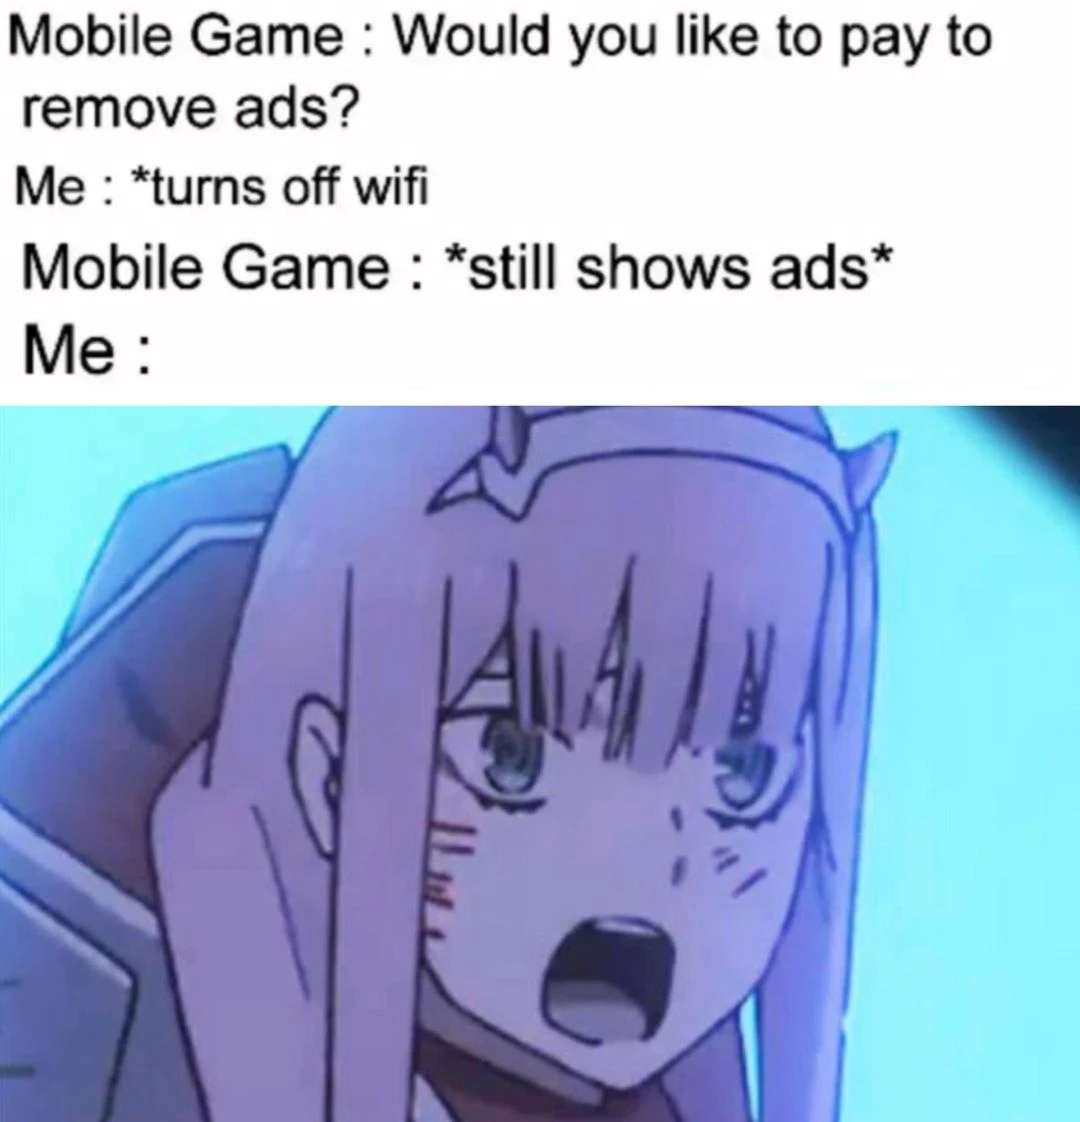 Mobile Game : Would you like to pay to
remove ads?
Me : *turns off wifi
Mobile Game : *still shows ads*
Me :